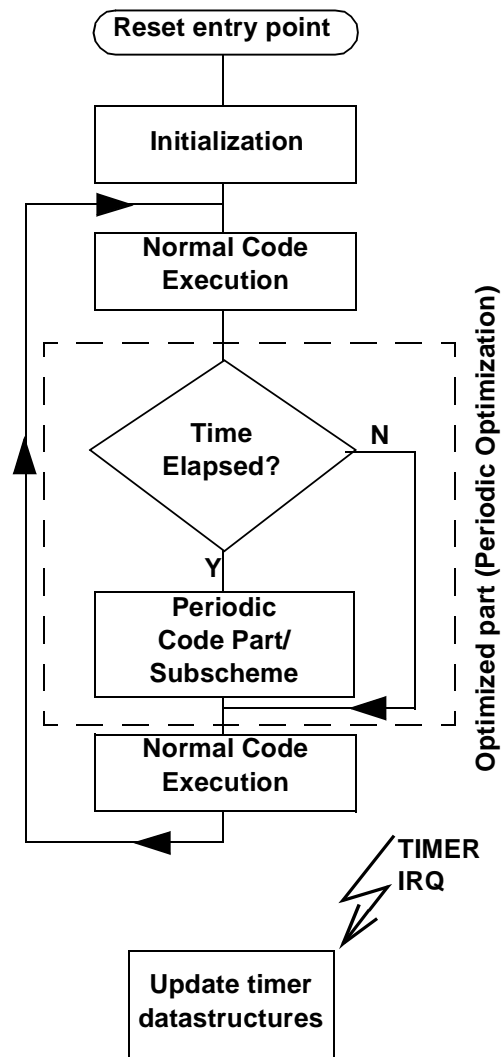 Reset entry point
Initialization
Normal Code
Execution
Time
Elapsed?
N
Y
Periodic
Code Part/
Subscheme
Optimized part (Periodic Optimization)
Normal Code
Execution
TIMER
IRQ
Update timer
datastructures